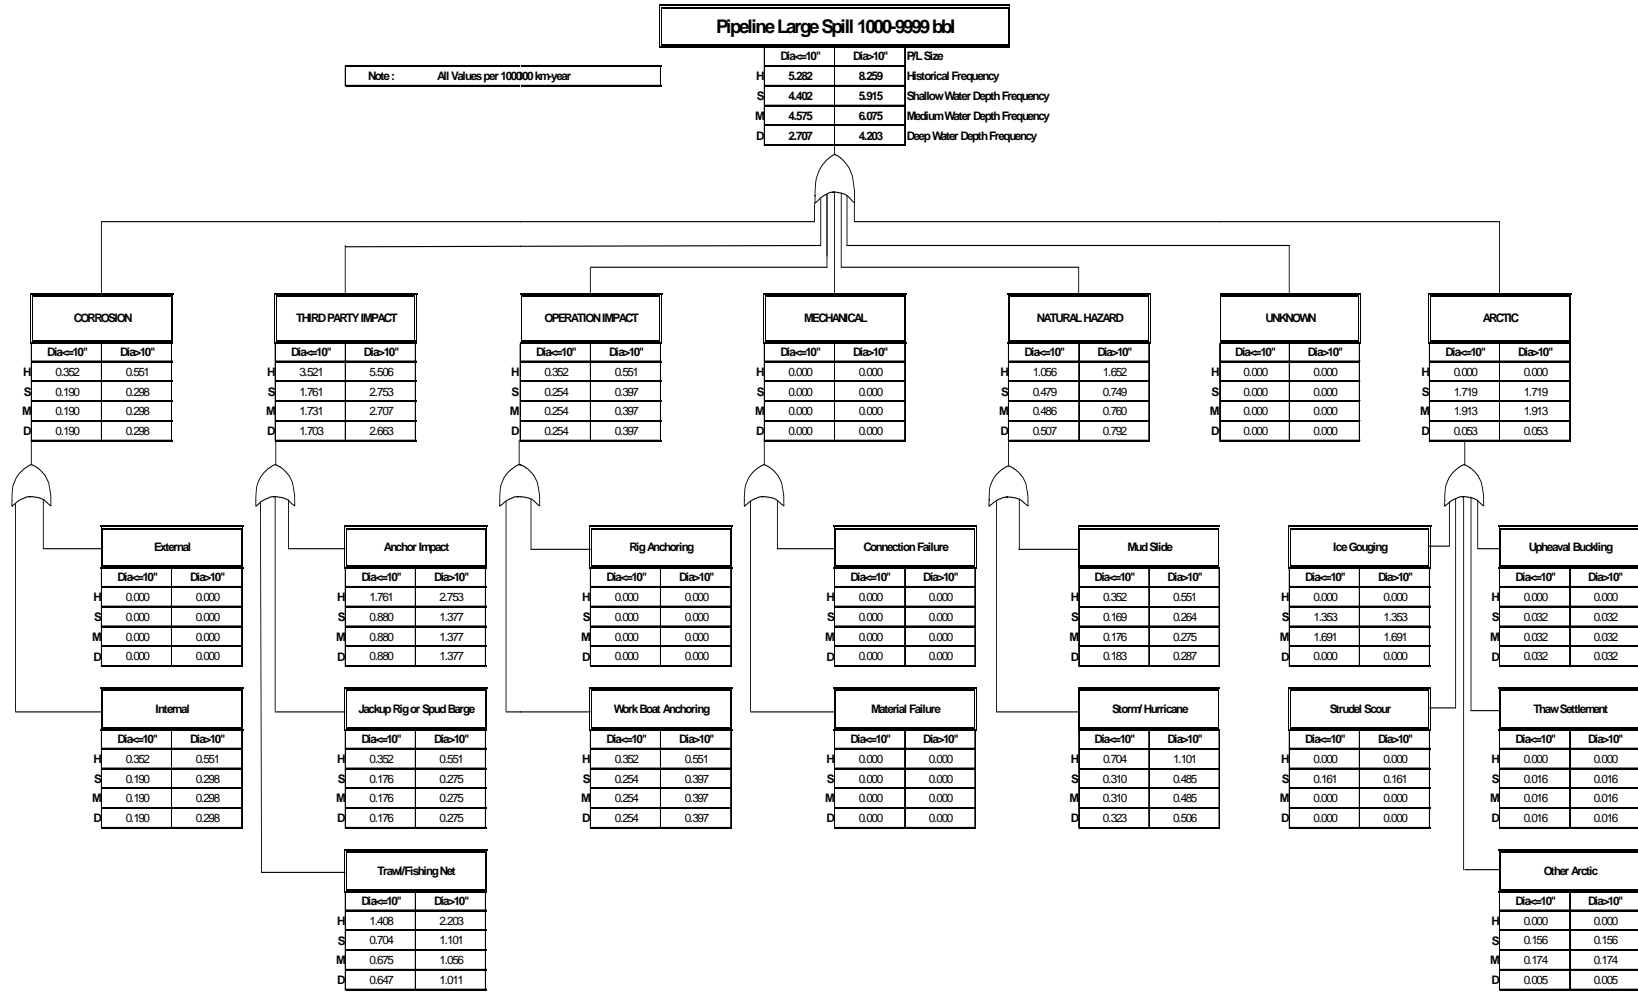 Pipeline Large Spill 1000-9999 bbl
Dia<=10" Dia>10" P/L Size
Note : All Values per 100000 km-year
H 5.282 8.259 Historical Frequency
S 4.402 5.915 Shallow Water Depth Frequency
M 4.575 6.075 Medium Water Depth Frequency
D 2.707 4.203 Deep Water Depth Frequency
CORROSION
Dia<=10" Dia>10"
H 0.352 0.551
S 0.190 0.298
M 0.190 0.298
D 0.190 0.298
THIRD PARTY IMPACT
Dia<=10" Dia>10"
H 3.521 5.506
S 1.761 2.753
M 1.731 2.707
D 1.703 2.663
OPERATION IMPACT
Dia<=10" Dia>10"
H 0.352 0.551
S 0.254 0.397
M 0.254 0.397
D 0.254 0.397
MECHANICAL
Dia<=10" Dia>10"
H 0.000 0.000
S 0.000 0.000
M 0.000 0.000
D 0.000 0.000
NATURAL HAZARD
Dia<=10" Dia>10"
H 1.056 1.652
S 0.479 0.749
M 0.486 0.760
D 0.507 0.792
UNKNOWN
Dia<=10" Dia>10"
H 0.000 0.000
S 0.000 0.000
M 0.000 0.000
D 0.000 0.000
ARCTIC
Dia<=10" Dia>10"
H 0.000 0.000
S 1.719 1.719
M 1.913 1.913
D 0.053 0.053
External
Dia<=10" Dia>10"
H 0.000 0.000
S 0.000 0.000
M 0.000 0.000
D 0.000 0.000
Anchor Impact
Dia<=10" Dia>10"
H 1.761 2.753
S 0.880 1.377
M 0.880 1.377
D 0.880 1.377
Rig Anchoring
Dia<=10" Dia>10"
H 0.000 0.000
S 0.000 0.000
M 0.000 0.000
D 0.000 0.000
Connection Failure
Dia<=10" Dia>10"
H 0.000 0.000
S 0.000 0.000
M 0.000 0.000
D 0.000 0.000
Mud Slide
Dia<=10" Dia>10"
H 0.352 0.551
S 0.169 0.264
M 0.176 0.275
D 0.183 0.287
Ice Gouging
Dia<=10" Dia>10"
H 0.000 0.000
S 1.353 1.353
M 1.691 1.691
D 0.000 0.000
Upheaval Buckling
Dia<=10" Dia>10"
H 0.000 0.000
S 0.032 0.032
M 0.032 0.032
D 0.032 0.032
Internal
Dia<=10" Dia>10"
H 0.352 0.551
S 0.190 0.298
M 0.190 0.298
D 0.190 0.298
Jackup Rig or Spud Barge
Dia<=10" Dia>10"
H 0.352 0.551
S 0.176 0.275
M 0.176 0.275
D 0.176 0.275
Work Boat Anchoring
Dia<=10" Dia>10"
H 0.352 0.551
S 0.254 0.397
M 0.254 0.397
D 0.254 0.397
Material Failure
Dia<=10" Dia>10"
H 0.000 0.000
S 0.000 0.000
M 0.000 0.000
D 0.000 0.000
Storm/ Hurricane
Dia<=10" Dia>10"
H 0.704 1.101
S 0.310 0.485
M 0.310 0.485
D 0.323 0.506
Strudel Scour
Dia<=10" Dia>10"
H 0.000 0.000
S 0.161 0.161
M 0.000 0.000
D 0.000 0.000
Thaw Settlement
Dia<=10" Dia>10"
H 0.000 0.000
S 0.016 0.016
M 0.016 0.016
D 0.016 0.016
Trawl/Fishing Net
Dia<=10" Dia>10"
H 1.408 2.203
S 0.704 1.101
M 0.675 1.056
D 0.647 1.011
Other Arctic
Dia<=10" Dia>10"
H 0.000 0.000
S 0.156 0.156
M 0.174 0.174
D 0.005 0.005